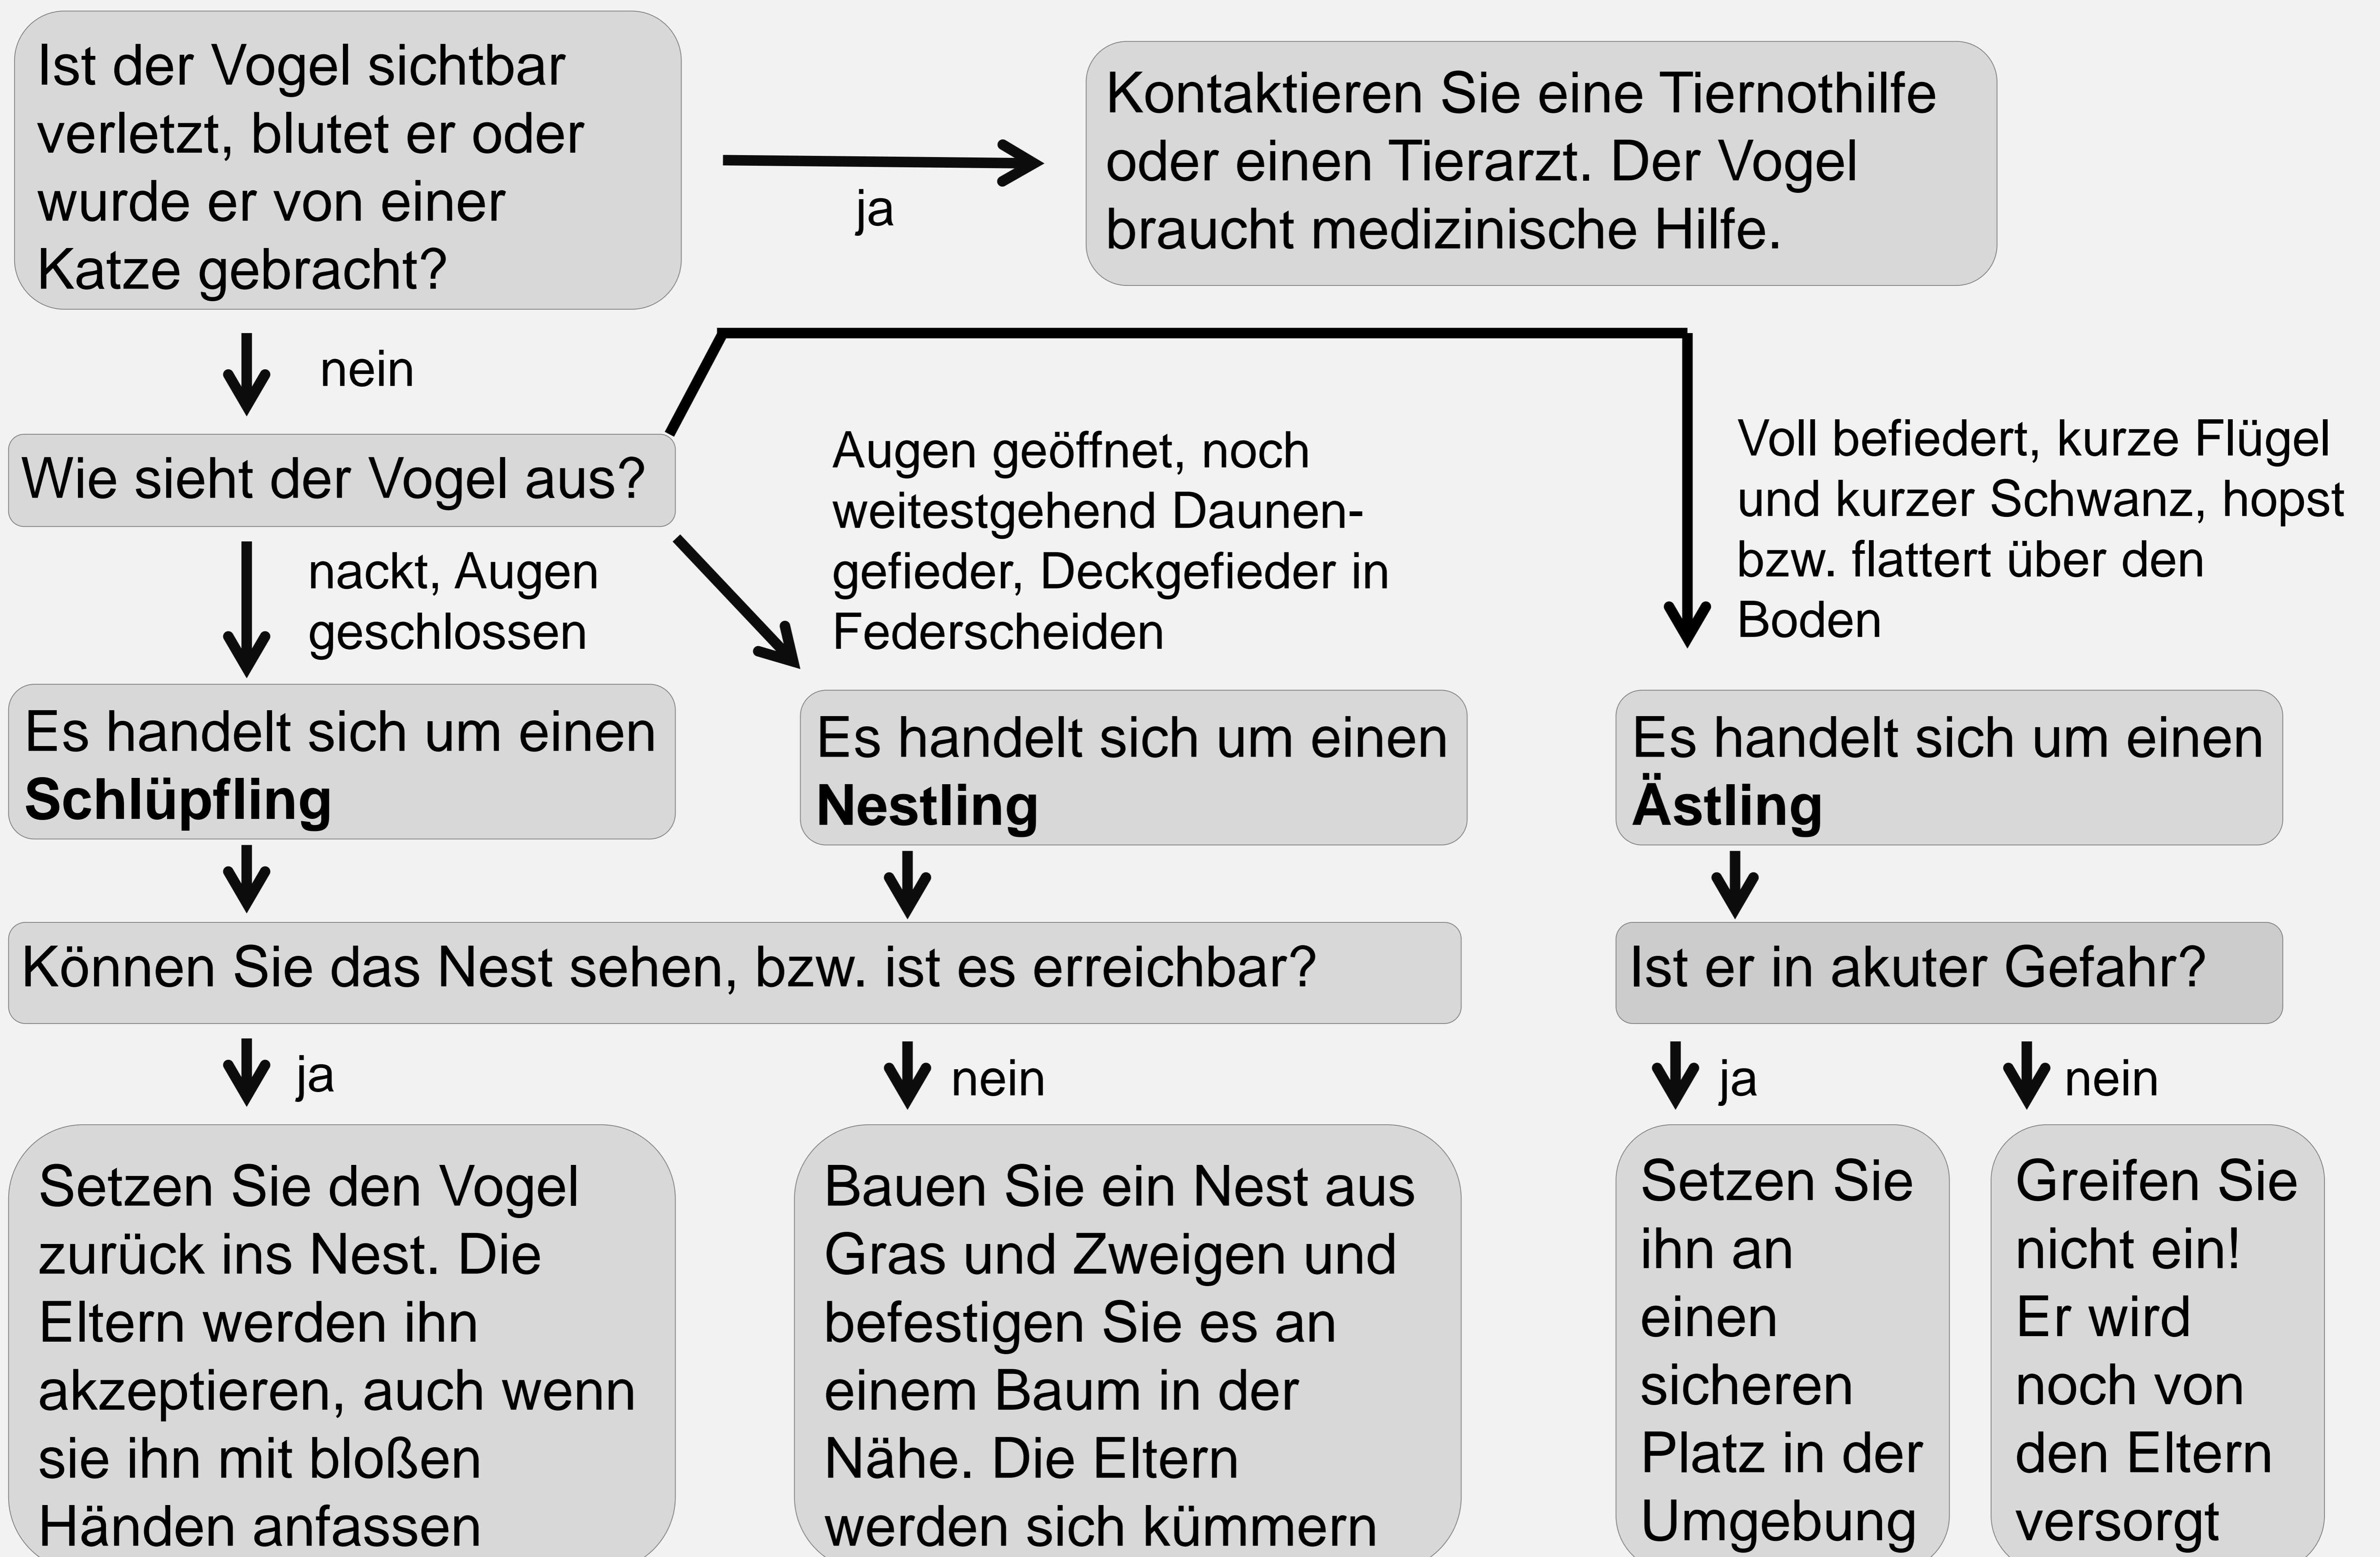 Ist der Vogel sichtbar
verletzt, blutet er oder
wurde er von einer
Katze gebracht?
ja
Kontaktieren Sie eine Tiernothilfe
oder einen Tierarzt. Der Vogel
braucht medizinische Hilfe.
nein
Wie sieht der Vogel aus?
nackt, Augen
geschlossen
Augen geöffnet, noch
weitestgehend Daunen-
gefieder, Deckgefieder in
Federscheiden
Voll befiedert, kurze Flügel
und kurzer Schwanz, hopst
bzw. flattert über den
Boden
Es handelt sich um einen
Schlüpfling
Es handelt sich um einen
Nestling
Es handelt sich um einen
Ästling
Können Sie das Nest sehen, bzw. ist es erreichbar?
Ist er in akuter Gefahr?
ja
nein
ja
nein
Setzen Sie den Vogel
zurück ins Nest. Die
Eltern werden ihn
akzeptieren, auch wenn
sie ihn mit bloßen
Händen anfassen
Bauen Sie ein Nest aus
Gras und Zweigen und
befestigen Sie es an
einem Baum in der
Nähe. Die Eltern
werden sich kümmern
Setzen Sie
ihn an
einen
sicheren
Platz in der
Umgebung
Greifen Sie
nicht ein!
Er wird
noch von
den Eltern
versorgt